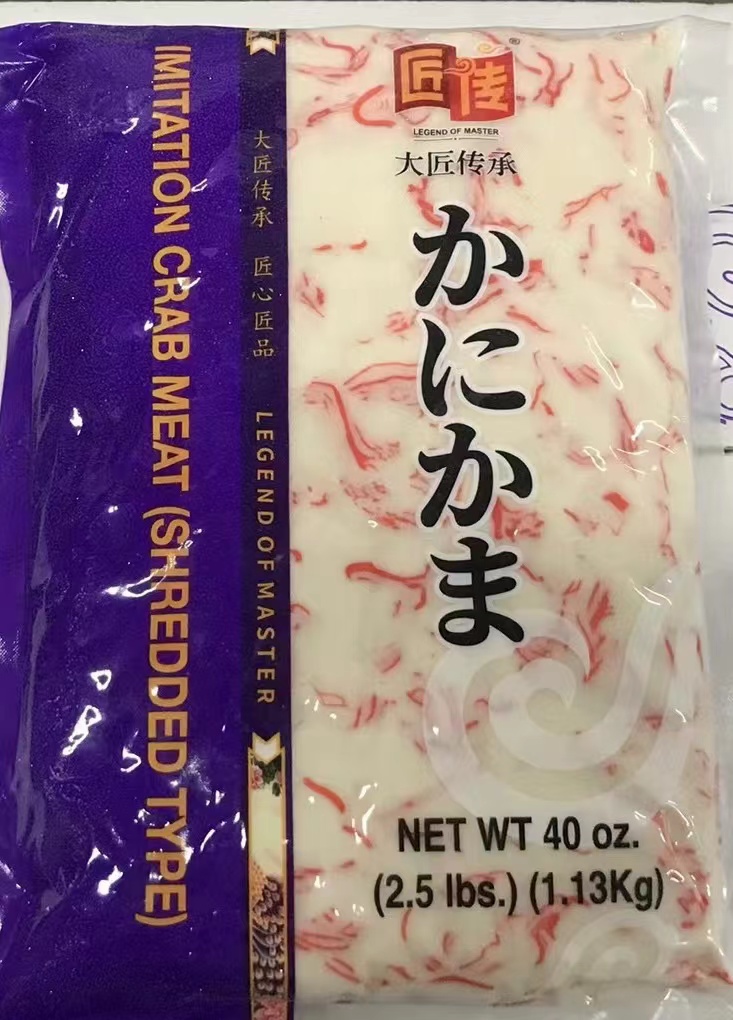 IMITATION CRAB MEAT (SHREDDED TYPE)
大匠传承 匠心匠品 LEGEND OF MASTER
匠传®
LEGEND OF MASTER
大匠传承
かにかま
NET WT 40 oz.
(2.5 lbs.) (1.13Kg)